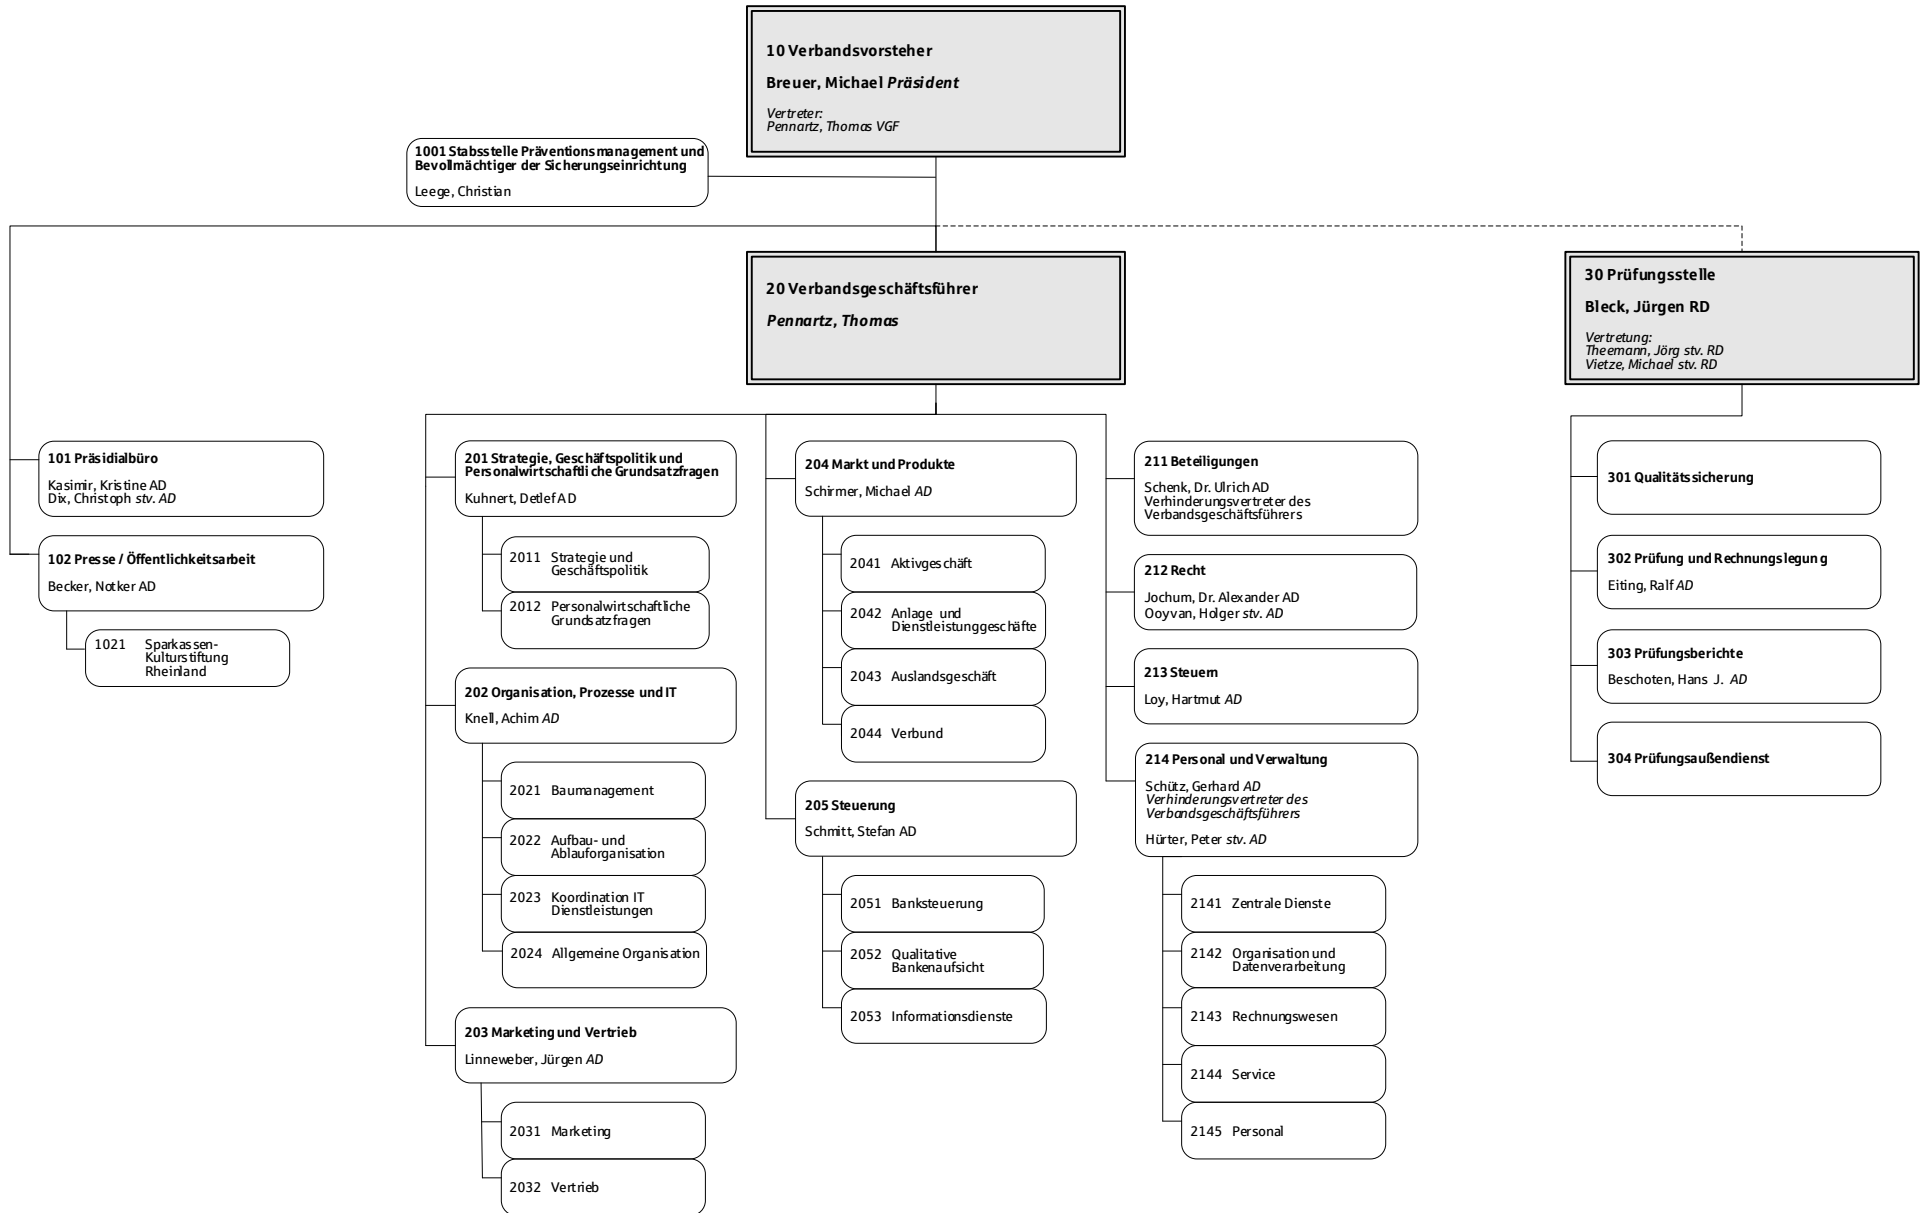 10 Verbandsvorsteher
Breuer, Michael Präsident
Vertreter:
Pennartz, Thomas VGF
1001 Stabsstelle Präventionsmanagement und
Bevollmächtiger der Sicherungseinrichtung
Leege, Christian
20 Verbandsgeschäftsführer
Pennartz, Thomas
30 Prüfungsstelle
Bleck, Jürgen RD
Vertretung:
Theemann, Jörg stv. RD
Vietze, Michael stv. RD
101 Präsidialbüro
Kasimir, Kristine AD
Dix, Christoph stv. AD
102 Presse / Öffentlichkeitsarbeit
Becker, Notker AD
1021 Sparkassen-
Kulturstiftung
Rheinland
201 Strategie, Geschäftspolitik und
Personalwirtschaftliche Grundsatzfragen
Kuhnert, Detlef AD
2011 Strategie und
Geschäftspolitik
2012 Personalwirtschaftliche
Grundsatzfragen
202 Organisation, Prozesse und IT
Knell, Achim AD
2021 Baumanagement
2022 Aufbau- und
Ablauforganisation
2023 Koordination IT
Dienstleistungen
2024 Allgemeine Organisation
203 Marketing und Vertrieb
Linneweber, Jürgen AD
2031 Marketing
2032 Vertrieb
204 Markt und Produkte
Schirmer, Michael AD
2041 Aktivgeschäft
2042 Anlage und
Dienstleistunggeschäfte
2043 Auslandsgeschäft
2044 Verbund
205 Steuerung
Schmitt, Stefan AD
2051 Banksteuerung
2052 Qualitative
Bankenaufsicht
2053 Informationsdienste
211 Beteiligungen
Schenk, Dr. Ulrich AD
Verhinderungsvertreter des
Verbandsgeschäftsführers
212 Recht
Jochum, Dr. Alexander AD
Ooyvan, Holger stv. AD
213 Steuern
Loy, Hartmut AD
214 Personal und Verwaltung
Schütz, Gerhard AD
Verhinderungsvertreter des
Verbandsgeschäftsführers
Hürter, Peter stv. AD
2141 Zentrale Dienste
2142 Organisation und
Datenverarbeitung
2143 Rechnungswesen
2144 Service
2145 Personal
301 Qualitätssicherung
302 Prüfung und Rechnungslegung
Eiting, Ralf AD
303 Prüfungsberichte
Beschoten, Hans J. AD
304 Prüfungsaußendienst